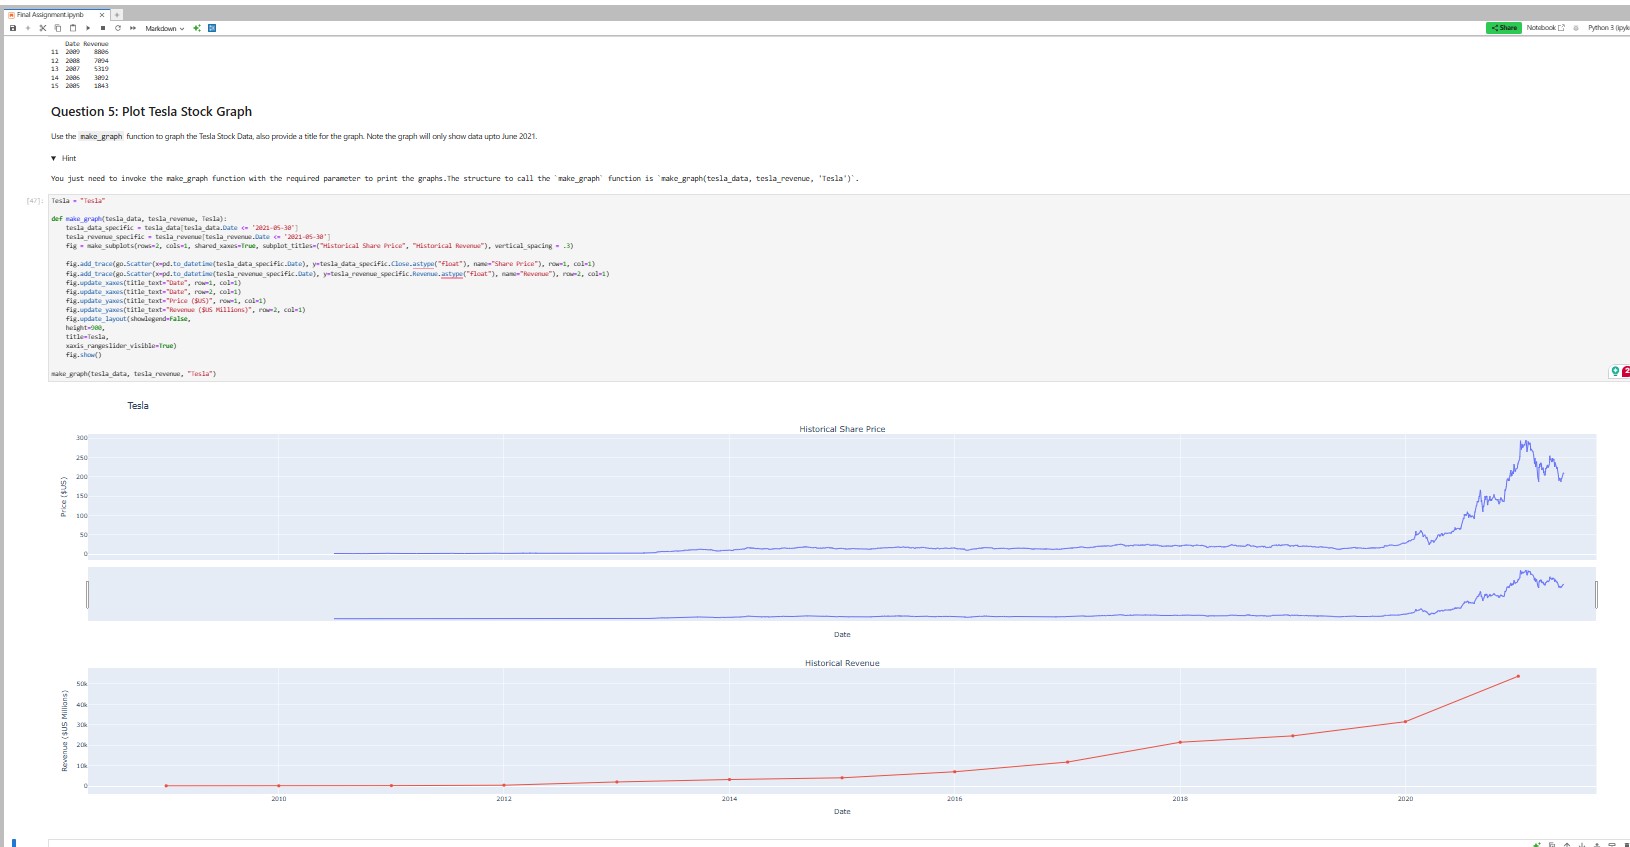 Final Assignment.ipynb
Markdown
Share
Notebook
Python 3 (ipyk
Date Revenue
11 2009 8806
12 2008 7094
13 2007 5319
14 2006 3092
15 2005 1843
Question 5: Plot Tesla Stock Graph
Use the make_graph function to graph the Tesla Stock Data, also provide a title for the graph. Note the graph will only show data upto June 2021.
Hint
You just need to invoke the make_graph function with the required parameter to print the graphs.The structure to call the `make_graph` function is `make_graph(tesla_data, tesla_revenue, 'Tesla')`.
[47]:
Tesla = "Tesla"
def make_graph(tesla_data, tesla_revenue, Tesla):
tesla_data_specific = tesla_data[tesla_data.Date <= '2021-05-30']
tesla_revenue_specific = tesla_revenue[tesla_revenue.Date <= '2021-05-30']
fig = make_subplots(rows=2, cols=1, shared_xaxes=True, subplot_titles=("Historical Share Price", "Historical Revenue"), vertical_spacing = .3)
fig.add_trace(go.Scatter(x=pd.to_datetime(tesla_data_specific.Date), y=tesla_data_specific.Close.astype("float"), name="Share Price"), row=1, col=1)
fig.add_trace(go.Scatter(x=pd.to_datetime(tesla_revenue_specific.Date), y=tesla_revenue_specific.Revenue.astype("float"), name="Revenue"), row=2, col=1)
fig.update_xaxes(title_text="Date", row=1, col=1)
fig.update_xaxes(title_text="Date", row=2, col=1)
fig.update_yaxes(title_text="Price ($US)", row=1, col=1)
fig.update_yaxes(title_text="Revenue ($US Millions)", row=2, col=1)
fig.update_layout(showlegend=False,
height=900,
title=Tesla,
xaxis_rangeslider_visible=True)
fig.show()
make_graph(tesla_data, tesla_revenue, "Tesla")
2
Tesla
Historical Share Price
300
250
200
150
100
50
0
Price ($US)
Date
Historical Revenue
50k
40k
30k
20k
10k
0
Revenue ($US Millions)
2010
2012
2014
2016
2018
2020
Date